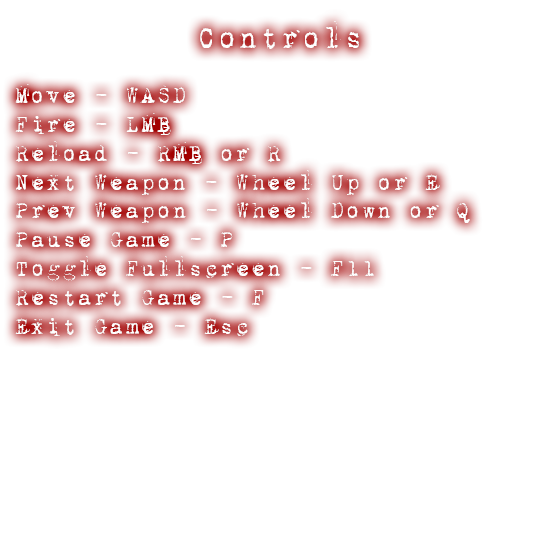 Controls
Move - WASD
Fire - LMB
Reload - RMB or R
Next Weapon - Wheel Up or E
Prev Weapon - Wheel Down or Q
Pause Game - P
Toggle Fullscreen - F11
Restart Game - F
Exit Game - Esc